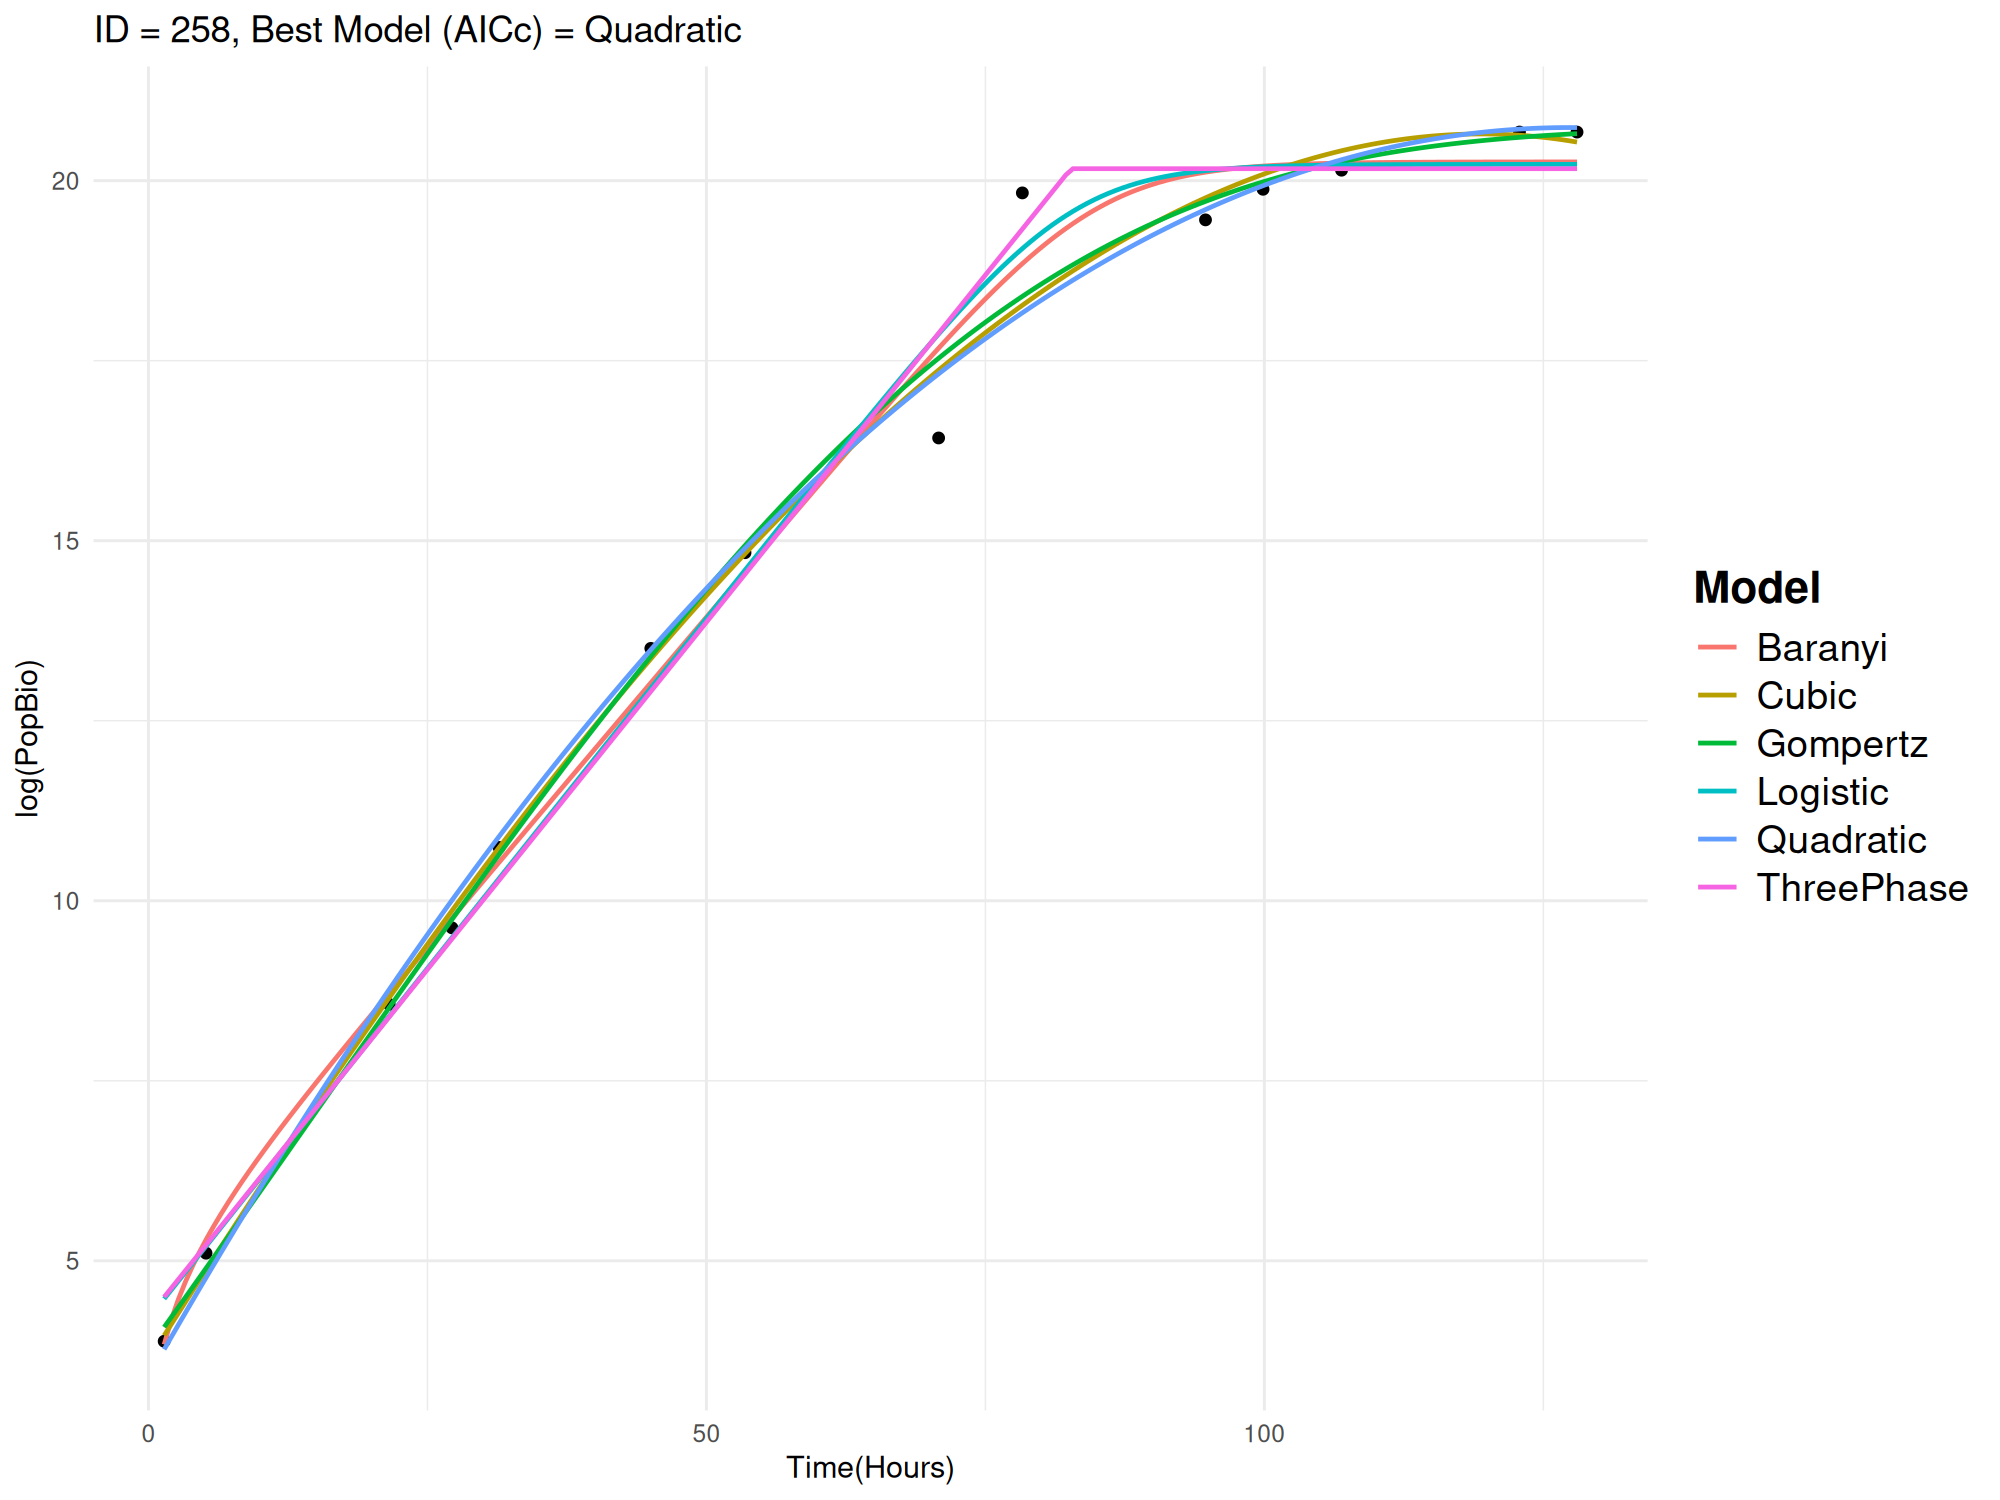 ID = 258, Best Model (AICc) = Quadratic
20
15
10
5
log(PopBio)
0
50
100
Time(Hours)
Model
Baranyi
Cubic
Gompertz
Logistic
Quadratic
ThreePhase